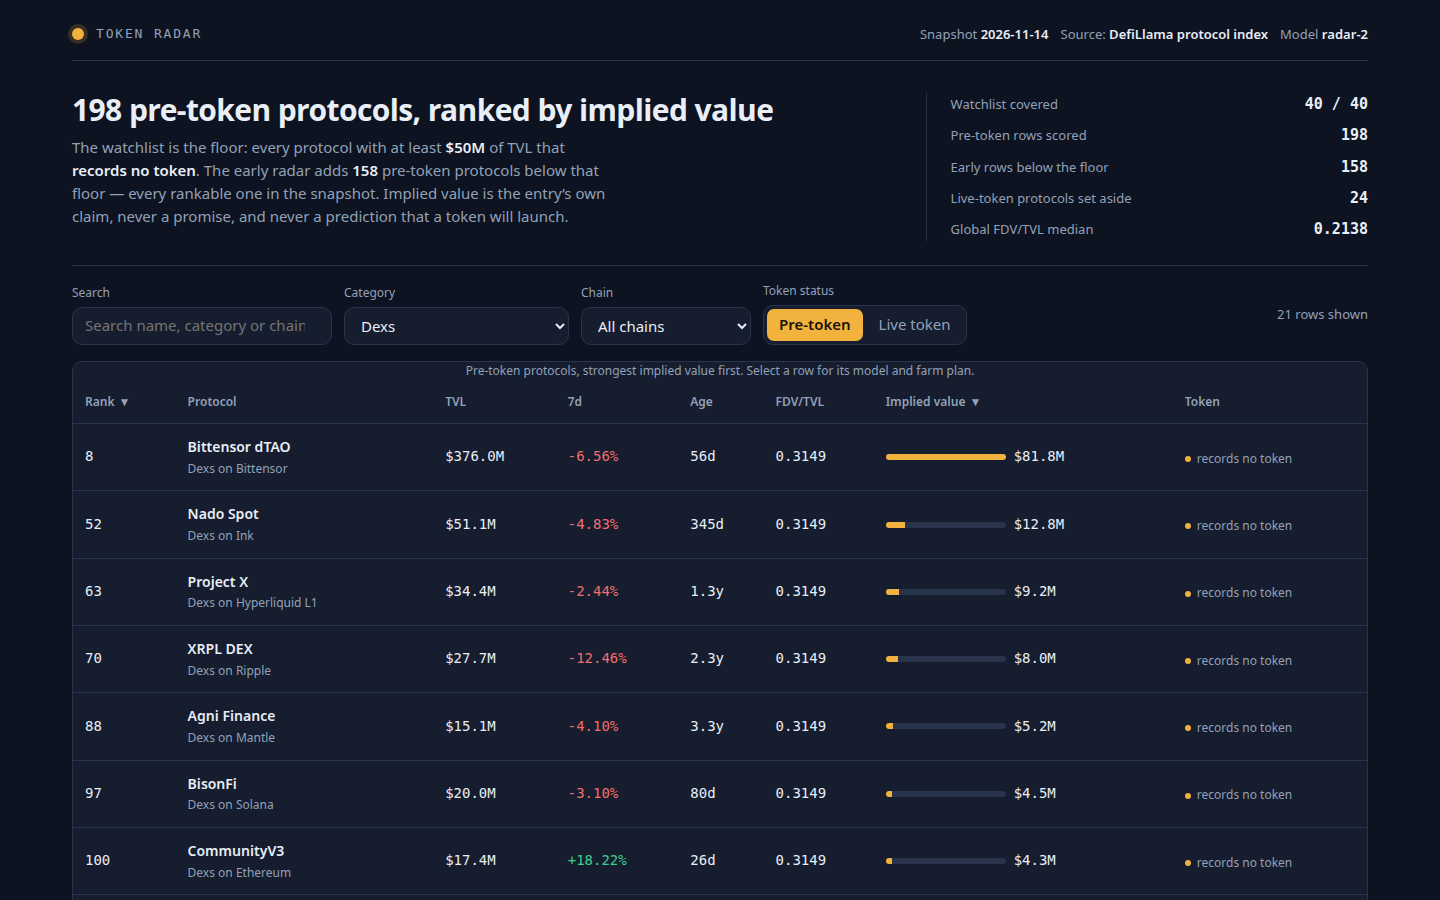 TOKEN RADAR
Snapshot 2026-11-14 Source: DefiLlama protocol index Model radar-2
198 pre-token protocols, ranked by implied value
The watchlist is the floor: every protocol with at least $50M of TVL that
records no token. The early radar adds 158 pre-token protocols below that
floor — every rankable one in the snapshot. Implied value is the entry’s own
claim, never a promise, and never a prediction that a token will launch.
Watchlist covered 40 / 40
Pre-token rows scored 198
Early rows below the floor 158
Live-token protocols set aside 24
Global FDV/TVL median 0.2138
Search Category Chain Token status
Search name, category or chain Dexs All chains Pre-token Live token 21 rows shown
Pre-token protocols, strongest implied value first. Select a row for its model and farm plan.
Rank ▼ Protocol TVL 7d Age FDV/TVL Implied value ▼ Token
8 Bittensor dTAO $376.0M -6.56% 56d 0.3149 $81.8M records no token
Dexs on Bittensor
52 Nado Spot $51.1M -4.83% 345d 0.3149 $12.8M records no token
Dexs on Ink
63 Project X $34.4M -2.44% 1.3y 0.3149 $9.2M records no token
Dexs on Hyperliquid L1
70 XRPL DEX $27.7M -12.46% 2.3y 0.3149 $8.0M records no token
Dexs on Ripple
88 Agni Finance $15.1M -4.10% 3.3y 0.3149 $5.2M records no token
Dexs on Mantle
97 BisonFi $20.0M -3.10% 80d 0.3149 $4.5M records no token
Dexs on Solana
100 CommunityV3 $17.4M +18.22% 26d 0.3149 $4.3M records no token
Dexs on Ethereum